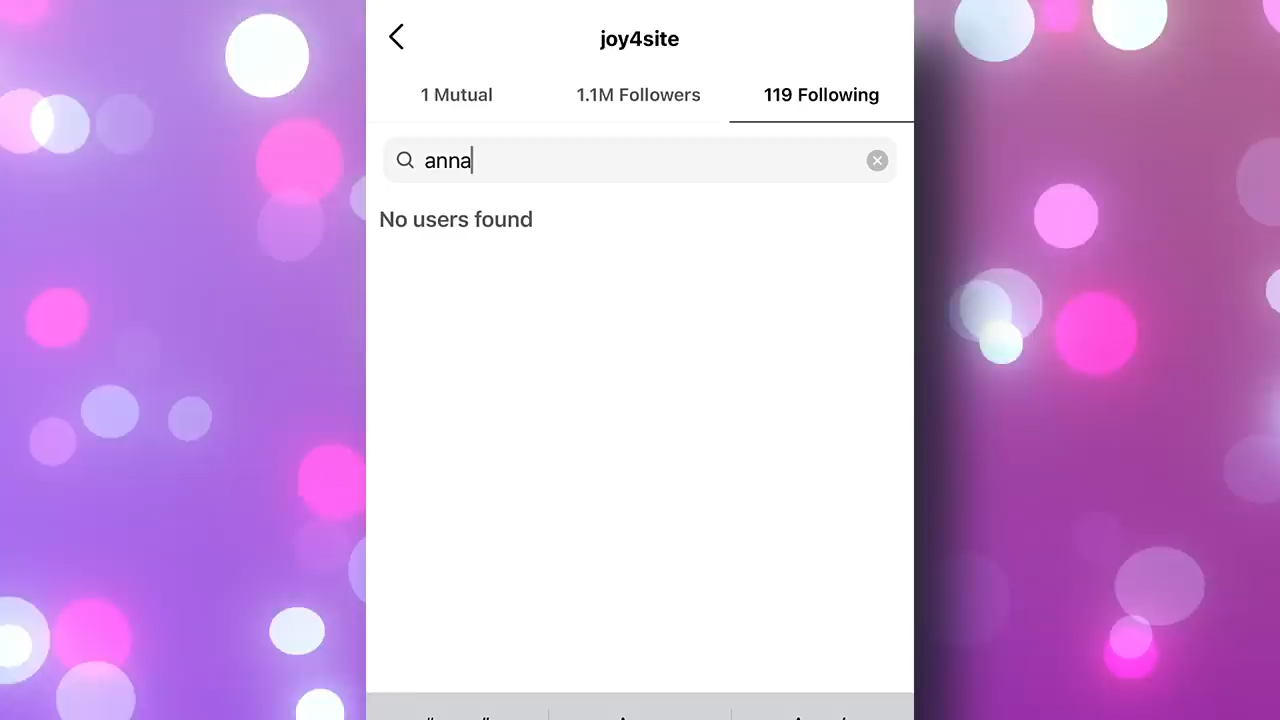 joy4site
1 Mutual
1.1M Followers
119 Following
anna
No users found